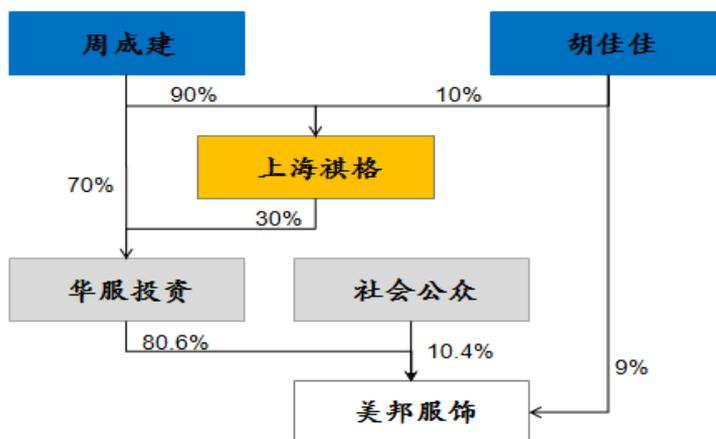 周成建
胡佳佳
90%
10%
上海祺格
70%
30%
华服投资
社会公众
80.6%
10.4%
9%
美邦服饰